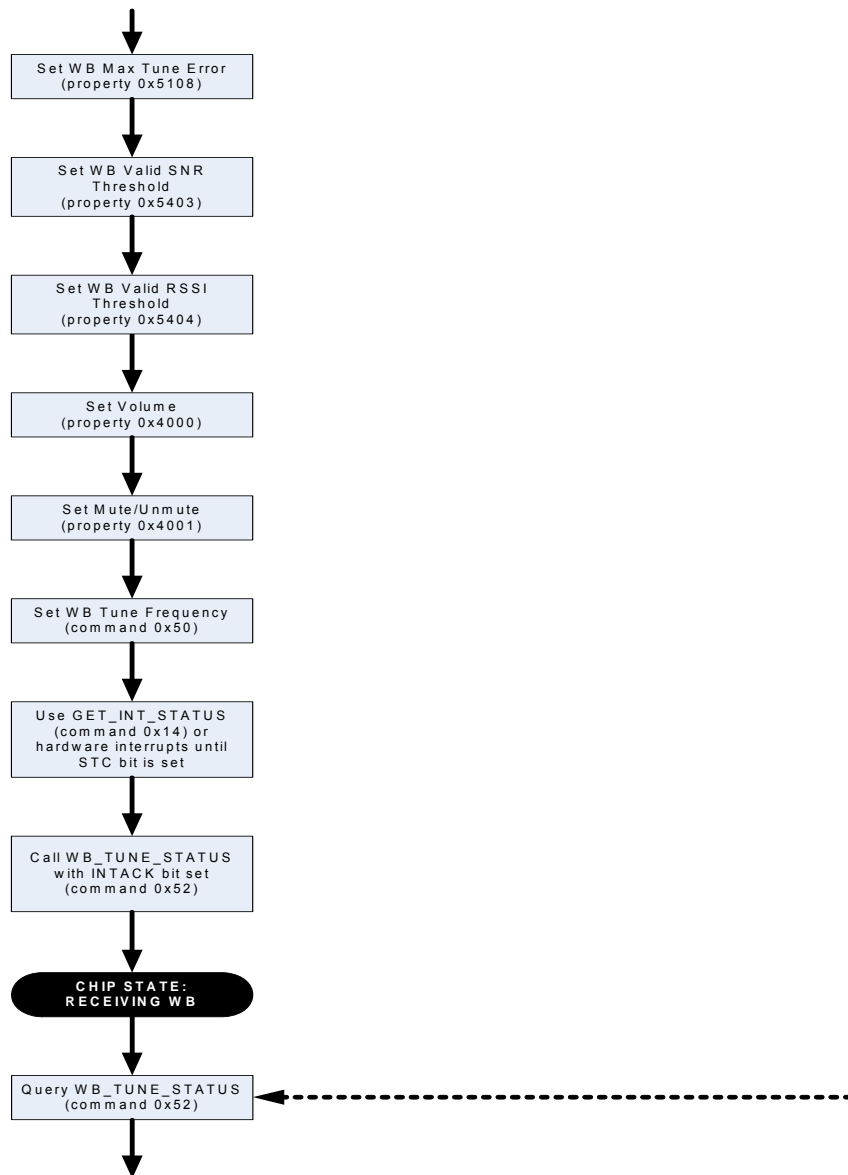 Set WB Max Tune Error
(property 0x5108)
Set WB Valid SNR
Threshold
(property 0x5403)
Set WB Valid RSSI
Threshold
(property 0x5404)
Set Volume
(property 0x4000)
Set Mute/Unmute
(property 0x4001)
Set WB Tune Frequency
(command 0x50)
Use GET_INT_STATUS
(command 0x14) or
hardware interrupts until
STC bit is set
Call WB_TUNE_STATUS
with INTACK bit set
(command 0x52)
CHIP STATE:
RECEIVING WB
Query WB_TUNE_STATUS
(command 0x52)